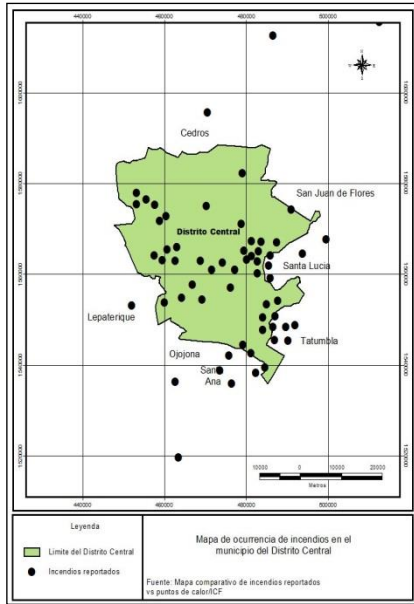 440000 460000 480000 500000
Cedros
San Juan de Flores
Distrito Central
Santa Lucia
Lepaterique
Tatumbla
Ojojona
Santa
Ana
10000 0 10000 20000
Metros
440000 460000 480000 500000
Leyenda
Limite del Distrito Central
Incendios reportados
Mapa de ocurrencia de incendios en el
municipio del Distrito Central
Fuente: Mapa comparativo de incendios reportados
vs puntos de calor/ICF